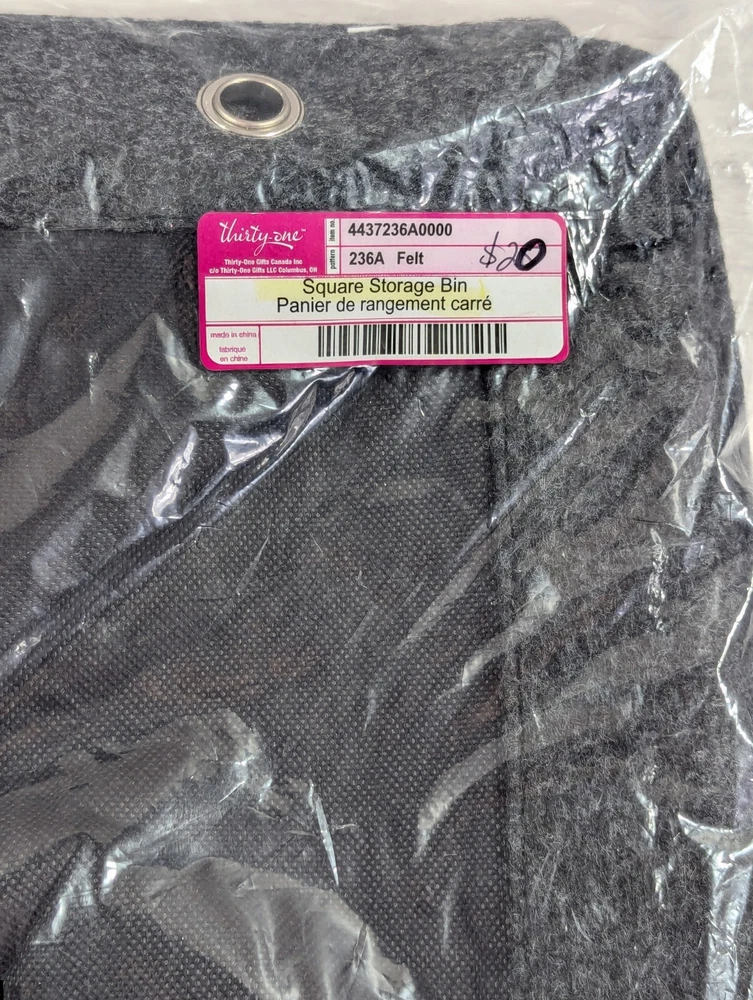 thirty-one™
Thirty-One Gifts Canada Inc
c/o Thirty-One Gifts LLC Columbus, OH
item no. 4437236A0000
pattern 236A Felt
$20
Square Storage Bin
Panier de rangement carré
made in china
fabriqué
en chine